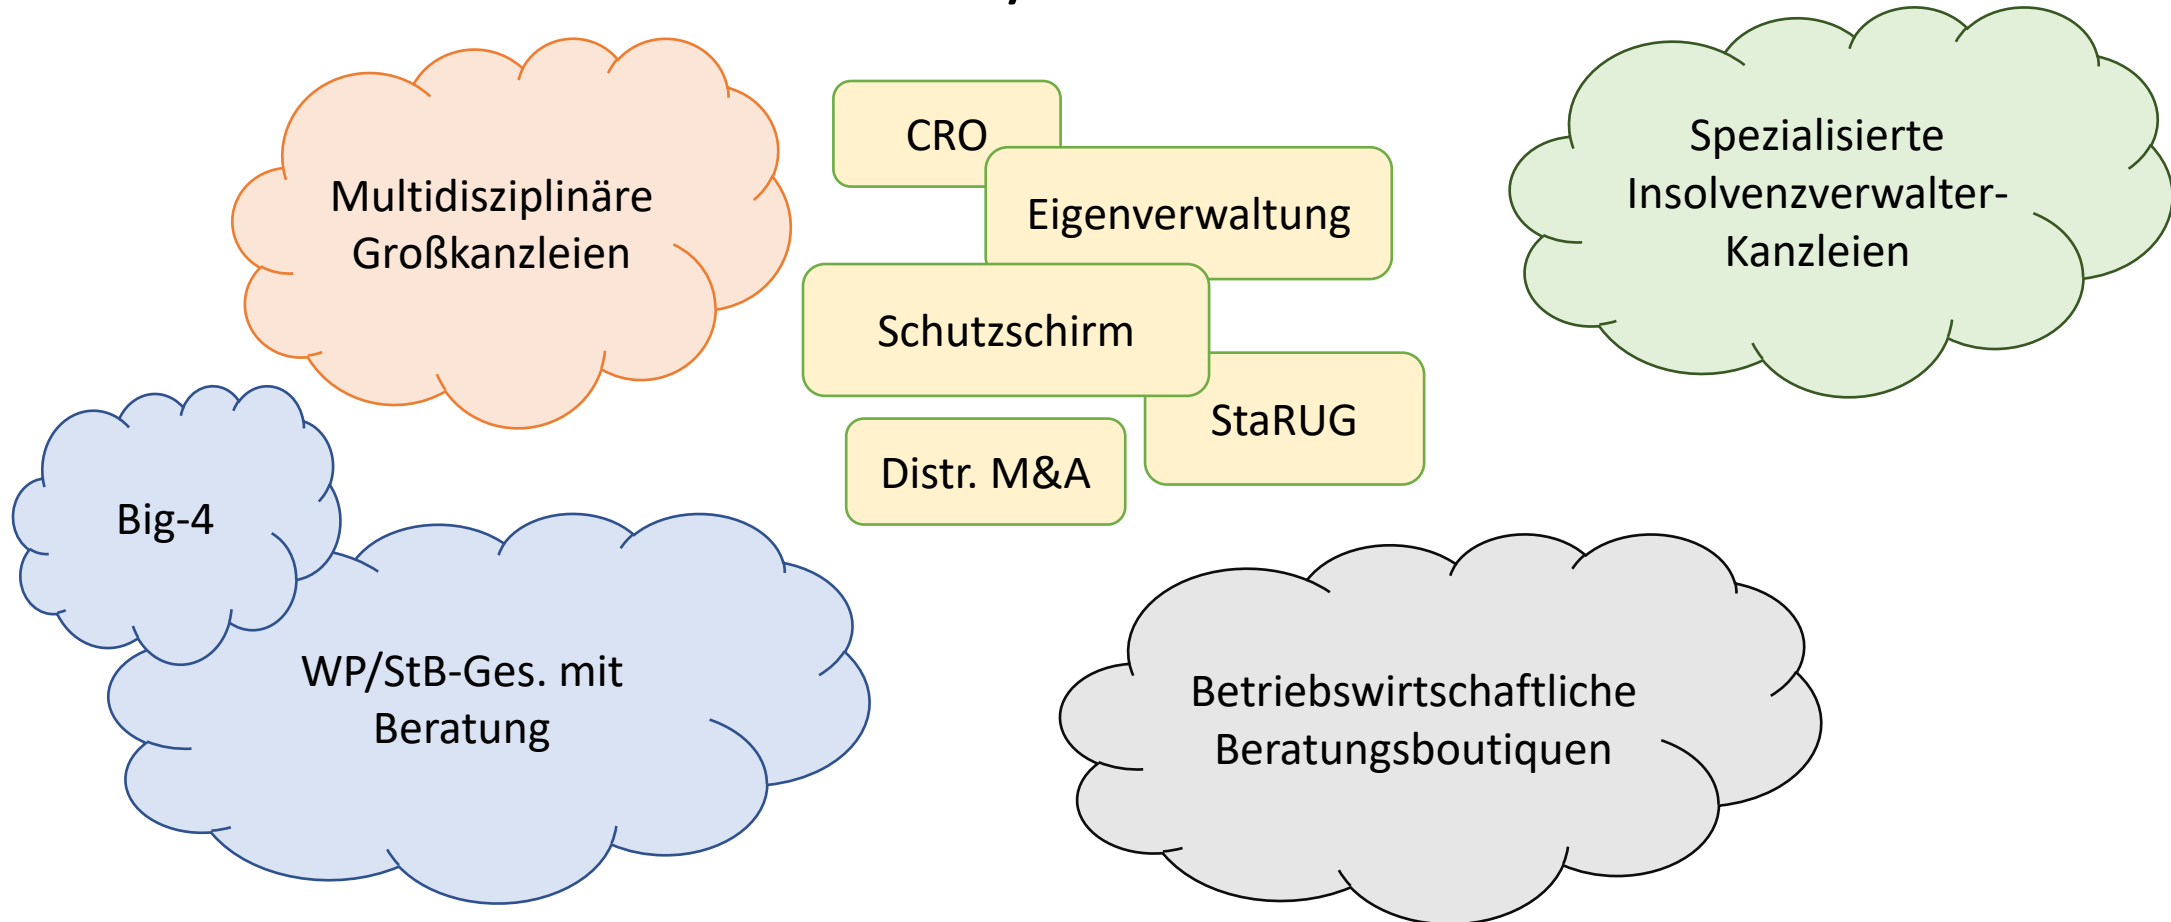 Multidisziplinäre
Großkanzleien
CRO
Eigenverwaltung
Schutzschirm
StaRUG
Distr. M&A
Spezialisierte
Insolvenzverwalter-
Kanzleien
Big-4
WP/StB-Ges. mit
Beratung
Betriebswirtschaftliche
Beratungsboutiquen